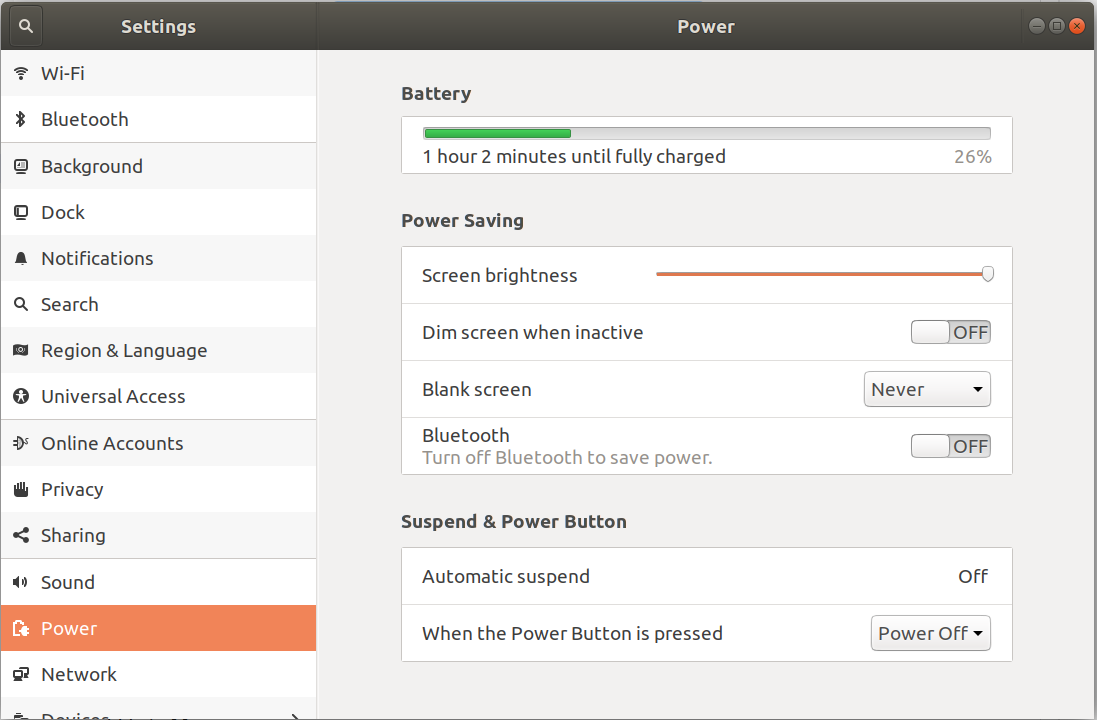 Settings
Power
Wi-Fi
Bluetooth
Background
Dock
Notifications
Search
Region & Language
Universal Access
Online Accounts
Privacy
Sharing
Sound
Power
Network
Devices
Battery
1 hour 2 minutes until fully charged 26%
Power Saving
Screen brightness
Dim screen when inactive OFF
Blank screen Never
Bluetooth OFF
Turn off Bluetooth to save power.
Suspend & Power Button
Automatic suspend Off
When the Power Button is pressed Power Off